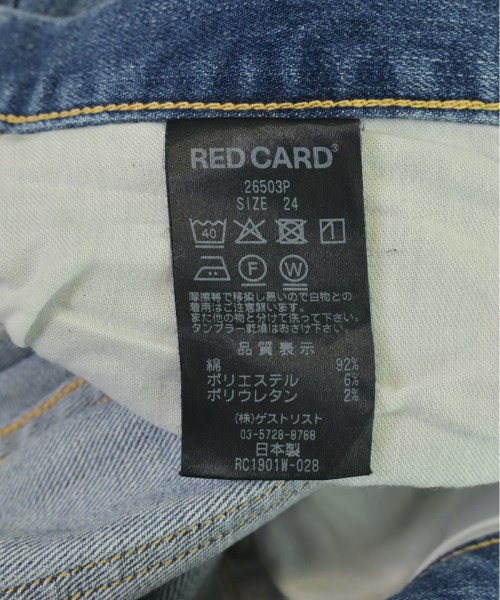 RED CARD®
26503P
SIZE 24
40
F W
摩擦等で移染し易いので白物との
着用はご注意願います。
また他の物と分けて洗って下さい。
タンブラー乾燥はおさけ下さい。
品質表示
綿 92%
ポリエステル 6%
ポリウレタン 2%
(株)ゲストリスト
03-5728-8788
日本製
RC1901W-028